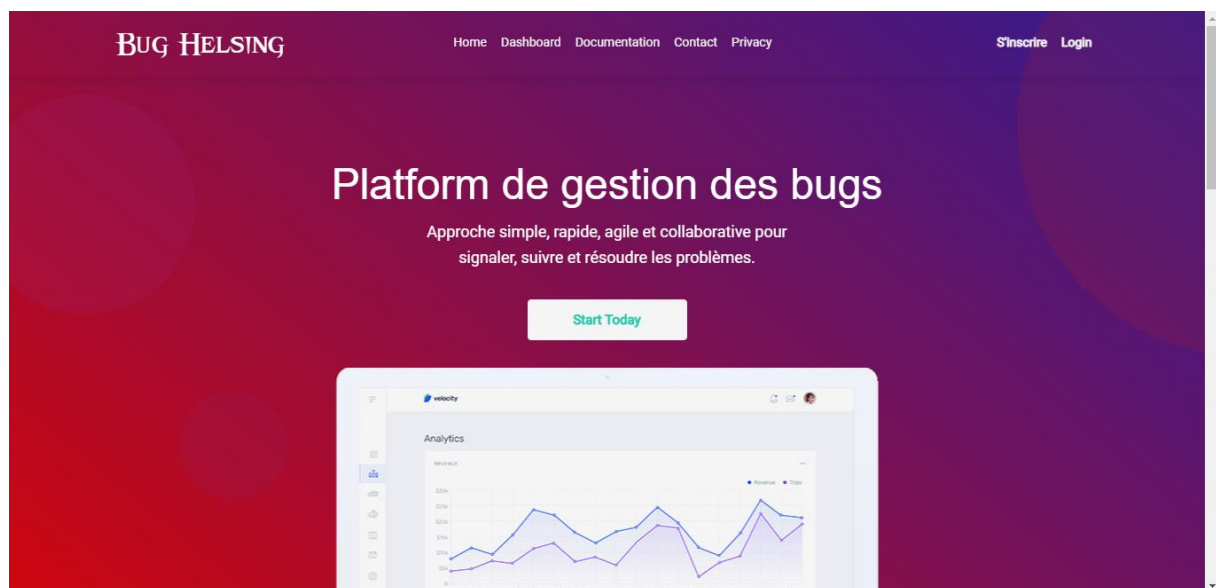 BUG HELSING
Home Dashboard Documentation Contact Privacy
S'inscrire Login
Platform de gestion des bugs
Approche simple, rapide, agile et collaborative pour
signaler, suivre et résoudre les problèmes.
Start Today
velocity
Analytics
REVENUE
Revenue Trips